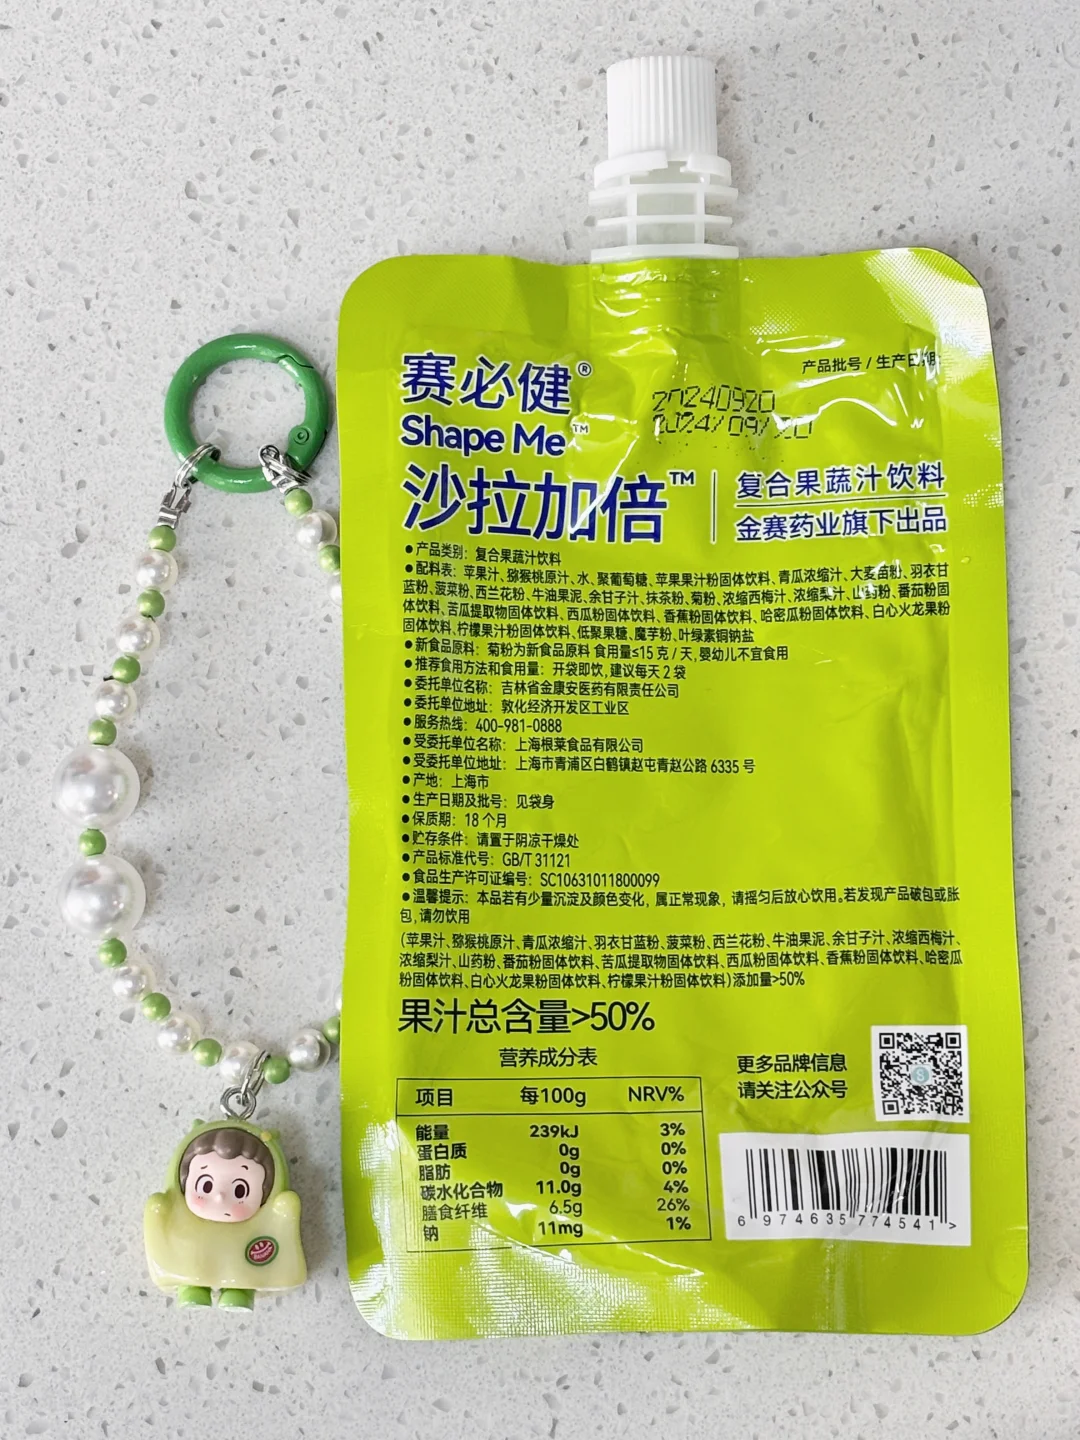 赛必健®
Shape Me™
沙拉加倍™
产品批号 / 生产日期:
20240920
2024/09/20
复合果蔬汁饮料
金赛药业旗下出品
●产品类别：复合果蔬汁饮料
●配料表：苹果汁、猕猴桃原汁、水、聚葡萄糖、苹果果汁粉固体饮料、青瓜浓缩汁、大麦苗粉、羽衣甘
蓝粉、菠菜粉、西兰花粉、牛油果泥、余甘子汁、抹茶粉、菊粉、浓缩西梅汁、浓缩梨汁、山药粉、番茄粉固
体饮料、苦瓜提取物固体饮料、西瓜粉固体饮料、香蕉粉固体饮料、哈密瓜粉固体饮料、白心火龙果粉
固体饮料、柠檬果汁粉固体饮料、低聚果糖、魔芋粉、叶绿素铜钠盐
●新食品原料：菊粉为新食品原料 食用量≤15 克 / 天,婴幼儿不宜食用
●推荐食用方法和食用量：开袋即饮,建议每天 2 袋
●委托单位名称：吉林省金康安医药有限责任公司
●委托单位地址：敦化经济开发区工业区
●服务热线：400-981-0888
●受委托单位名称：上海根莱食品有限公司
●受委托单位地址：上海市青浦区白鹤镇赵屯青赵公路 6335 号
●产地：上海市
●生产日期及批号：见袋身
●保质期：18 个月
●贮存条件：请置于阴凉干燥处
●产品标准代号：GB/T 31121
●食品生产许可证编号：SC10631011800099
●温馨提示：本品若有少量沉淀及颜色变化，属正常现象，请摇匀后放心饮用。若发现产品破包或胀
包,请勿饮用
(苹果汁、猕猴桃原汁、青瓜浓缩汁、羽衣甘蓝粉、菠菜粉、西兰花粉、牛油果泥、余甘子汁、浓缩西梅汁、
浓缩梨汁、山药粉、番茄粉固体饮料、苦瓜提取物固体饮料、西瓜粉固体饮料、香蕉粉固体饮料、哈密瓜
粉固体饮料、白心火龙果粉固体饮料、柠檬果汁粉固体饮料)添加量>50%
果汁总含量>50%
营养成分表
项目 每100g NRV%
能量 239kJ 3%
蛋白质 0g 0%
脂肪 0g 0%
碳水化合物 11.0g 4%
膳食纤维 6.5g 26%
钠 11mg 1%
更多品牌信息
请关注公众号
6 974635 774541 >